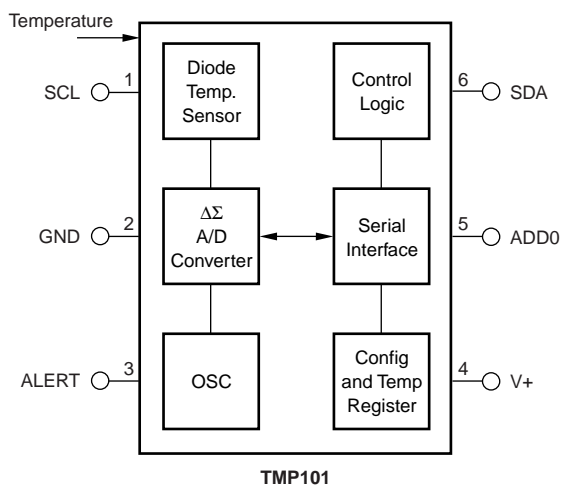 Temperature
SCL
1
Diode
Temp.
Sensor
Control
Logic
6
SDA
GND
2
ΔΣ
A/D
Converter
Serial
Interface
5
ADD0
ALERT
3
OSC
Config
and Temp
Register
4
V+
TMP101